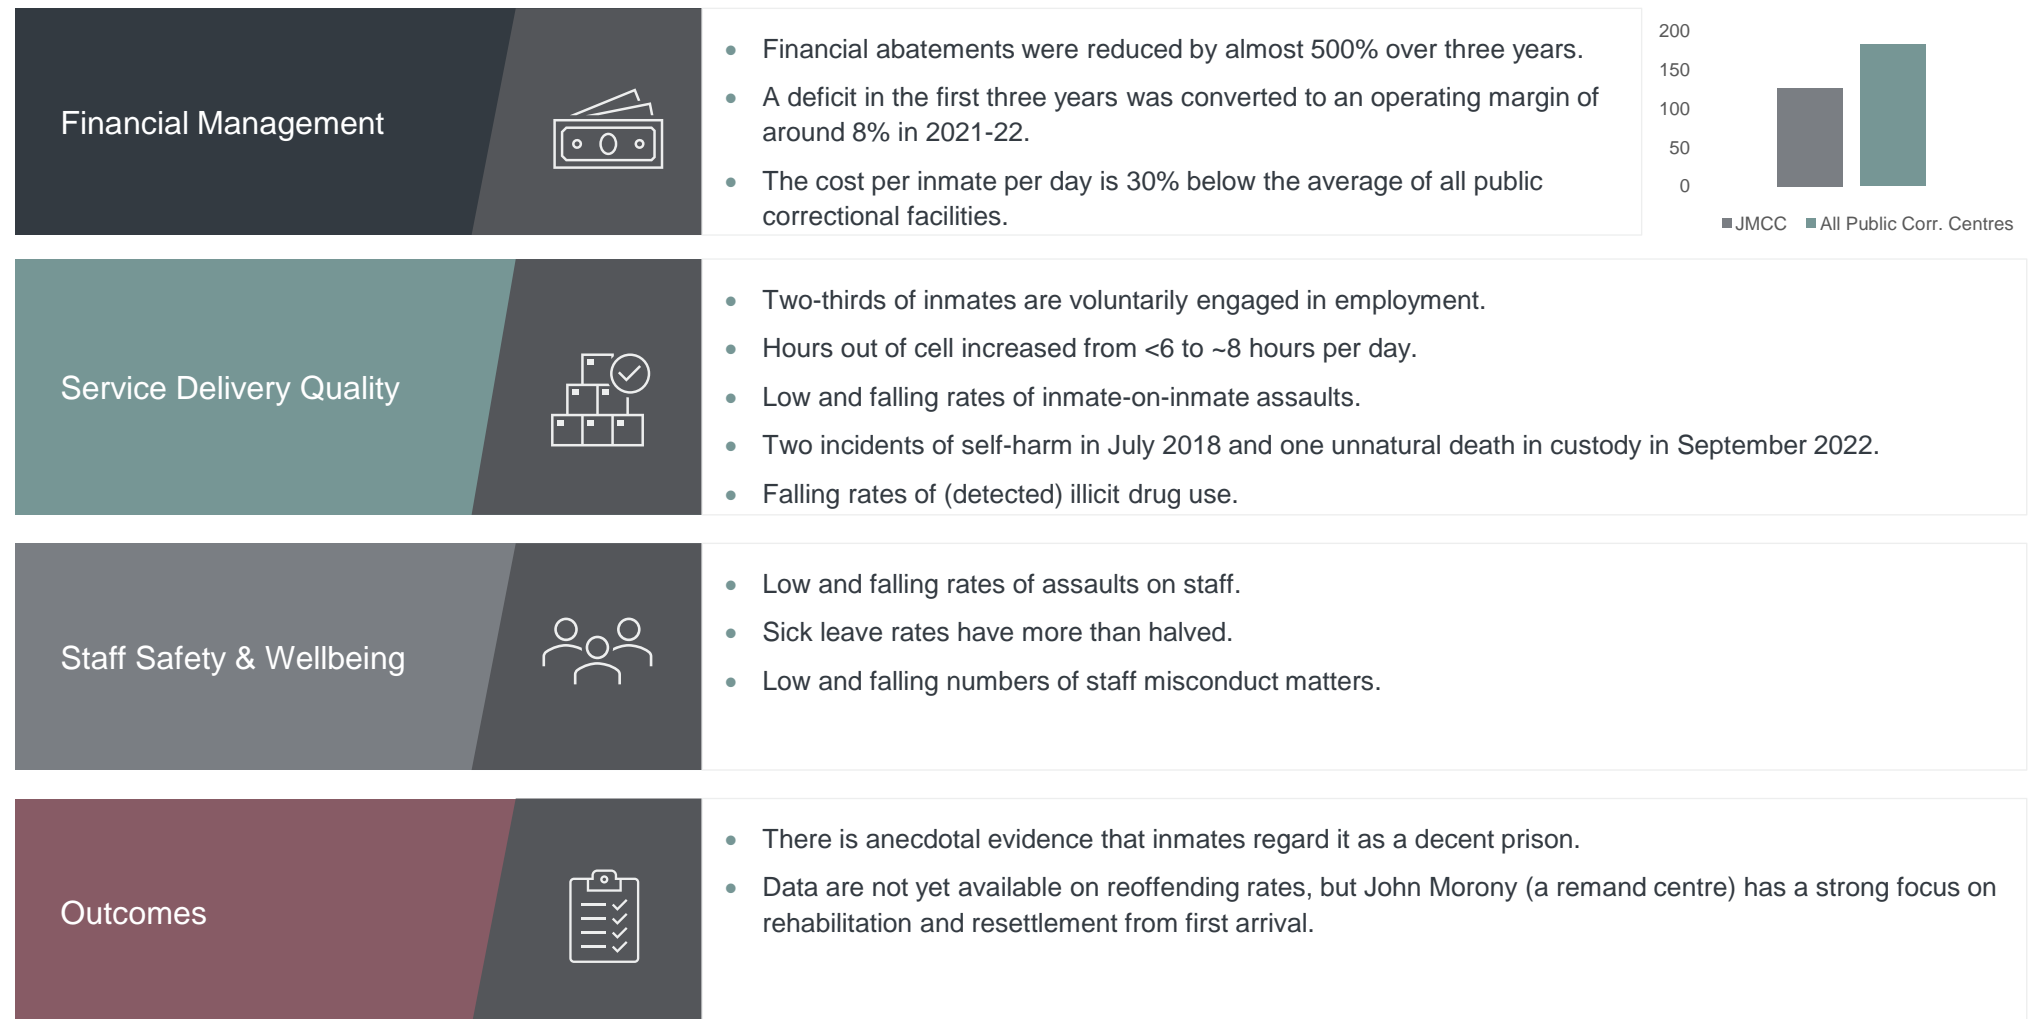 Financial Management
• Financial abatements were reduced by almost 500% over three years.
• A deficit in the first three years was converted to an operating margin of
around 8% in 2021-22.
• The cost per inmate per day is 30% below the average of all public
correctional facilities.
200
150
100
50
0
JMCC All Public Corr. Centres
Service Delivery Quality
• Two-thirds of inmates are voluntarily engaged in employment.
• Hours out of cell increased from <6 to ~8 hours per day.
• Low and falling rates of inmate-on-inmate assaults.
• Two incidents of self-harm in July 2018 and one unnatural death in custody in September 2022.
• Falling rates of (detected) illicit drug use.
Staff Safety & Wellbeing
• Low and falling rates of assaults on staff.
• Sick leave rates have more than halved.
• Low and falling numbers of staff misconduct matters.
Outcomes
• There is anecdotal evidence that inmates regard it as a decent prison.
• Data are not yet available on reoffending rates, but John Morony (a remand centre) has a strong focus on
rehabilitation and resettlement from first arrival.